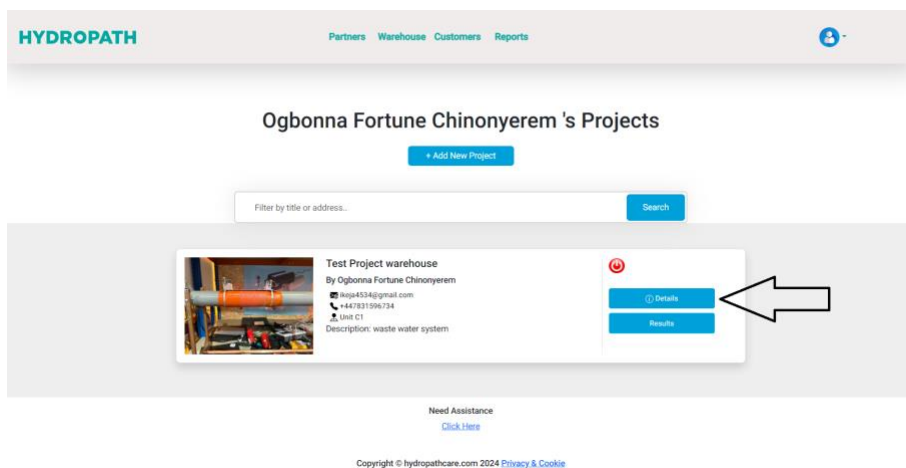 HYDROPATH
Partners Warehouse Customers Reports
Ogbonna Fortune Chinonyerem 's Projects
+ Add New Project
Filter by title or address..
Search
Test Project warehouse
By Ogbonna Fortune Chinonyerem
ikeja4534@gmail.com
+447831596734
Unit C1
Description: waste water system
Details
Results
Need Assistance
Click Here
Copyright © hydropathcare.com 2024 Privacy & Cookie